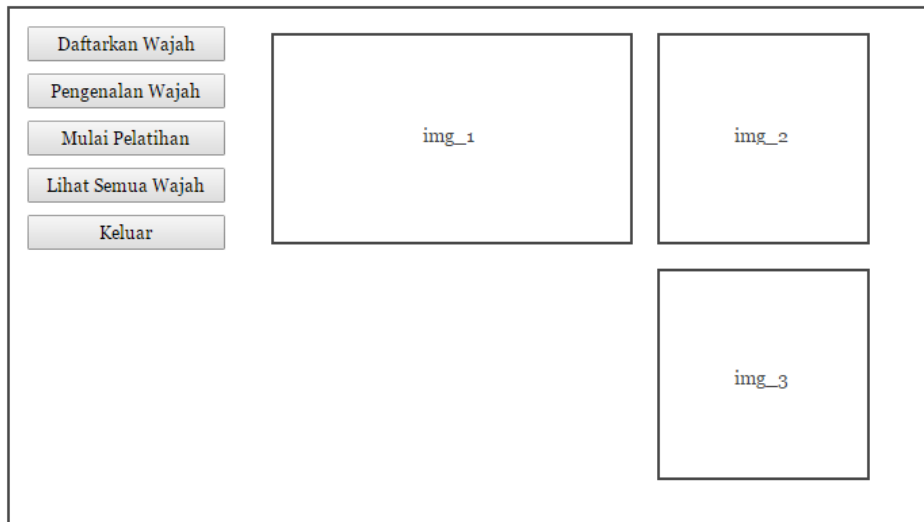 Daftarkan Wajah
Pengenalan Wajah
Mulai Pelatihan
Lihat Semua Wajah
Keluar
img_1
img_2
img_3